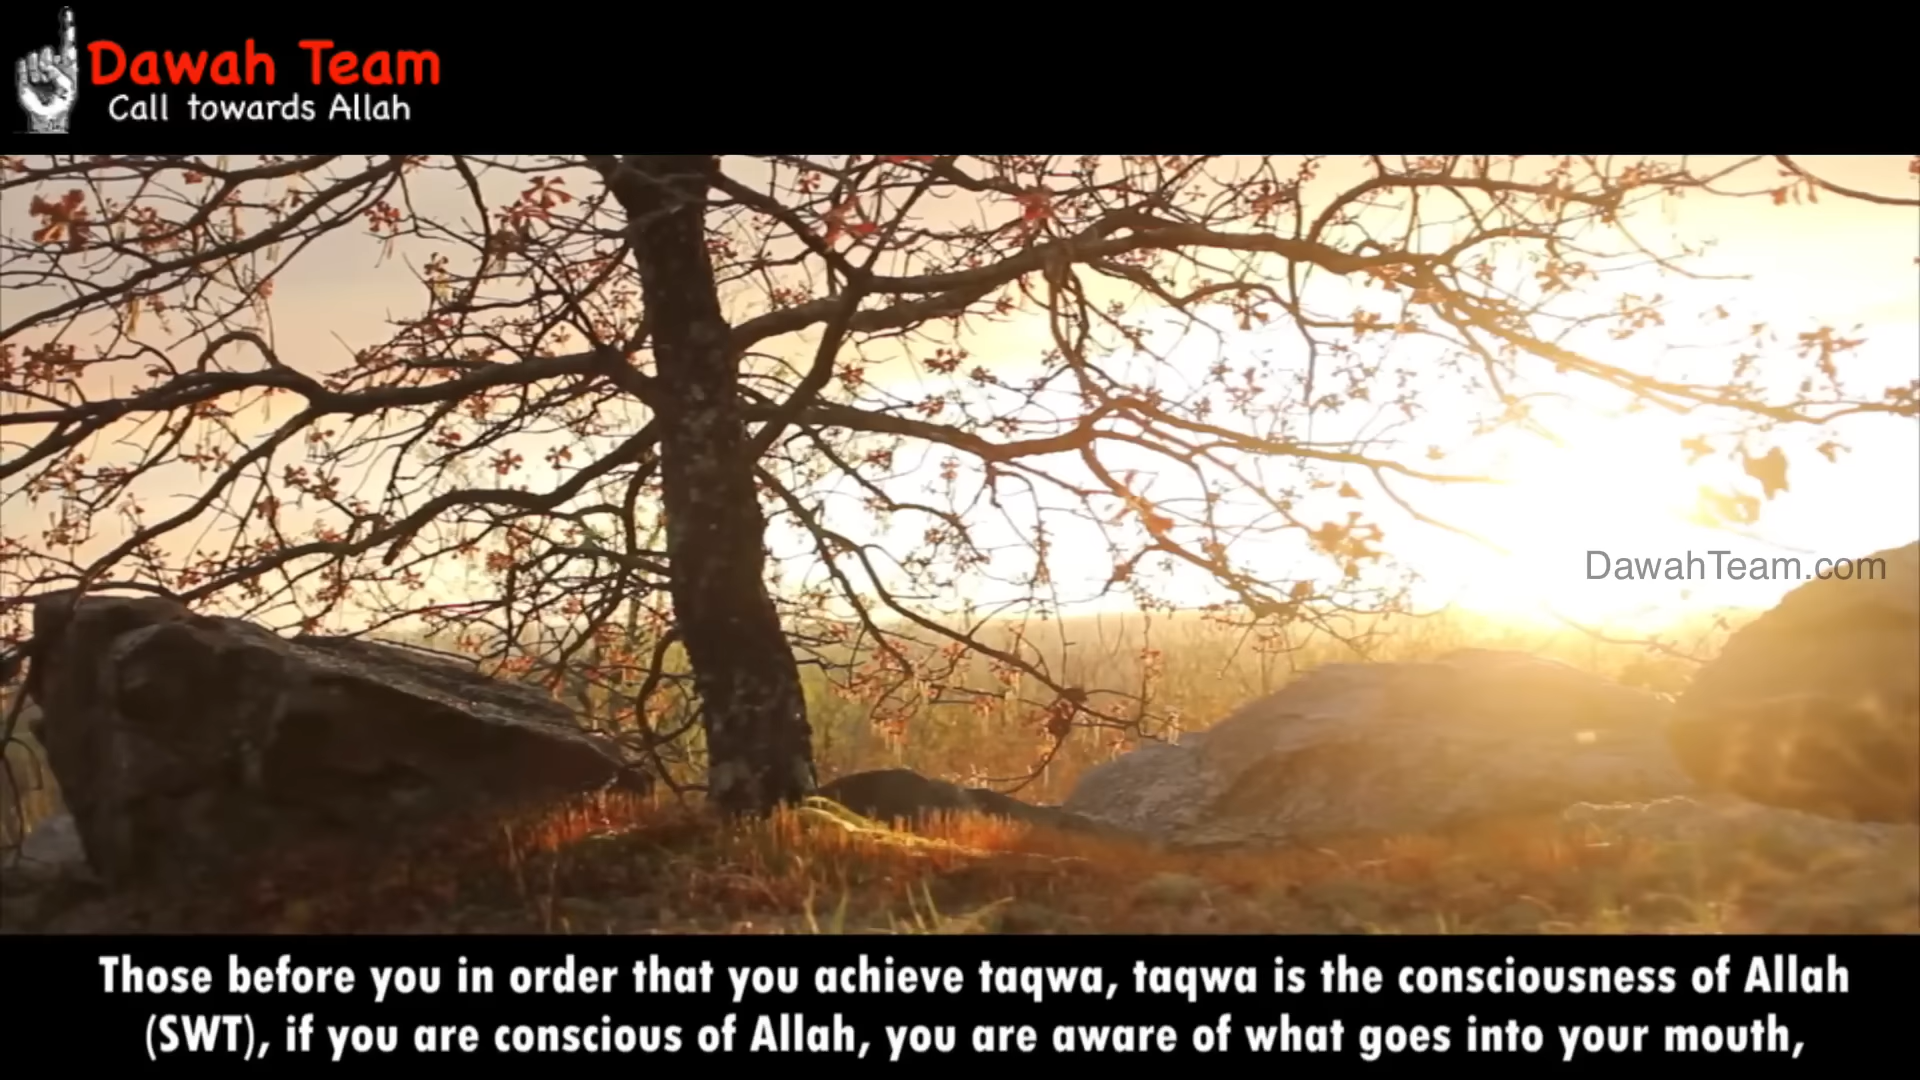 Dawah Team
Call towards Allah
DawahTeam.com
Those before you in order that you achieve taqwa, taqwa is the consciousness of Allah
(SWT), if you are conscious of Allah, you are aware of what goes into your mouth,